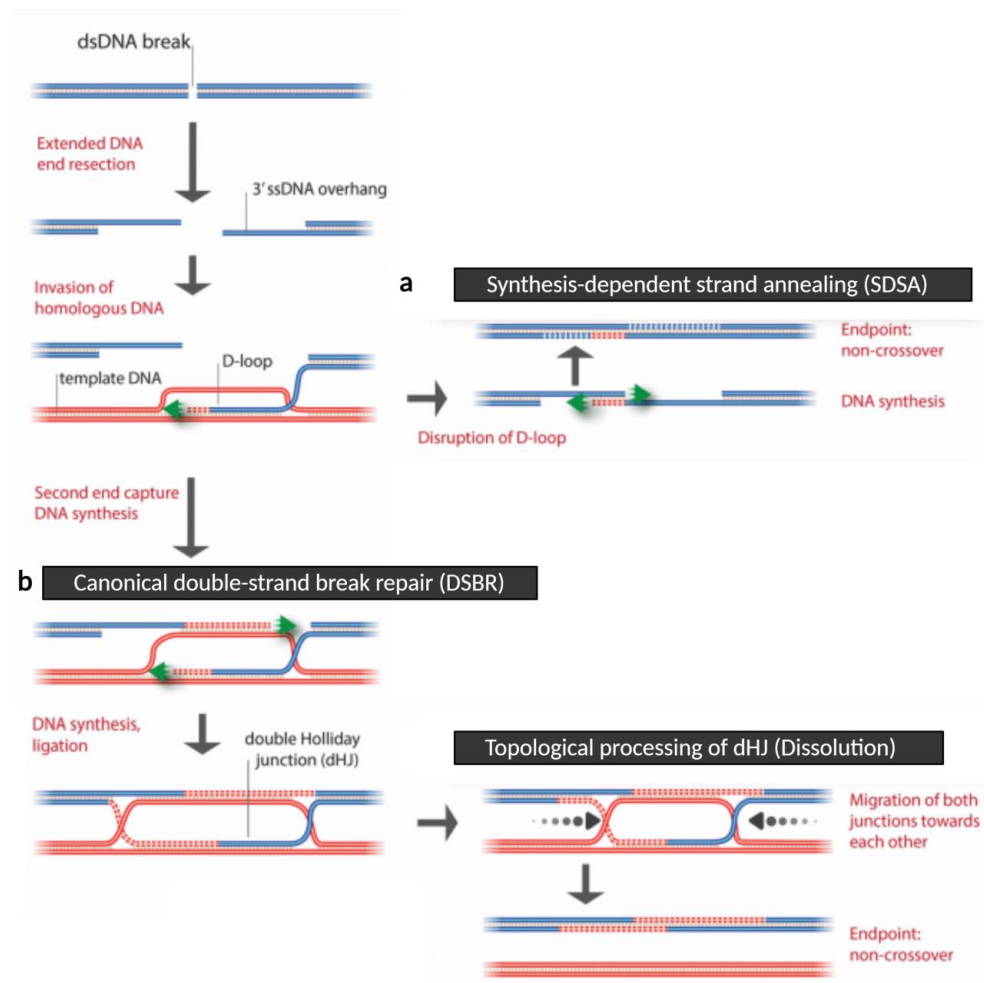 dsDNA break
Extended DNA
end resection
3' ssDNA overhang
Invasion of
homologous DNA
a
Synthesis-dependent strand annealing (SDSA)
Endpoint:
non-crossover
D-loop
template DNA
DNA synthesis
Disruption of D-loop
Second end capture
DNA synthesis
b
Canonical double-strand break repair (DSBR)
DNA synthesis,
ligation
double Holliday
junction (dHJ)
Topological processing of dHJ (Dissolution)
Migration of both
junctions towards
each other
Endpoint:
non-crossover